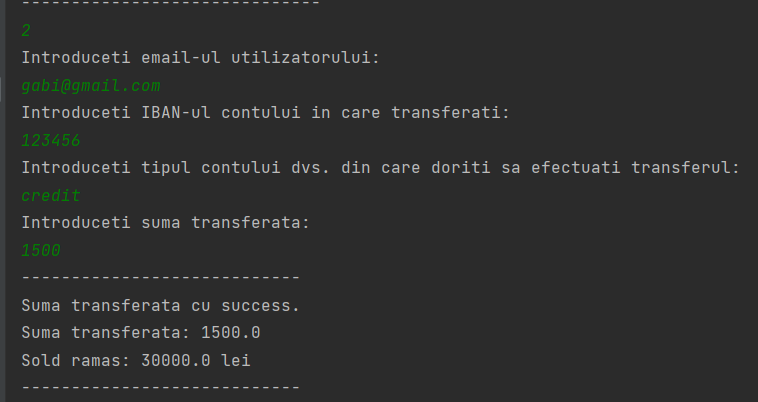 ------------------------------
2
Introduceti email-ul utilizatorului:
gabi@gmail.com
Introduceti IBAN-ul contului in care transferati:
123456
Introduceti tipul contului dvs. din care doriti sa efectuati transferul:
credit
Introduceti suma transferata:
1500
----------------------------
Suma transferata cu success.
Suma transferata: 1500.0
Sold ramas: 30000.0 lei
----------------------------